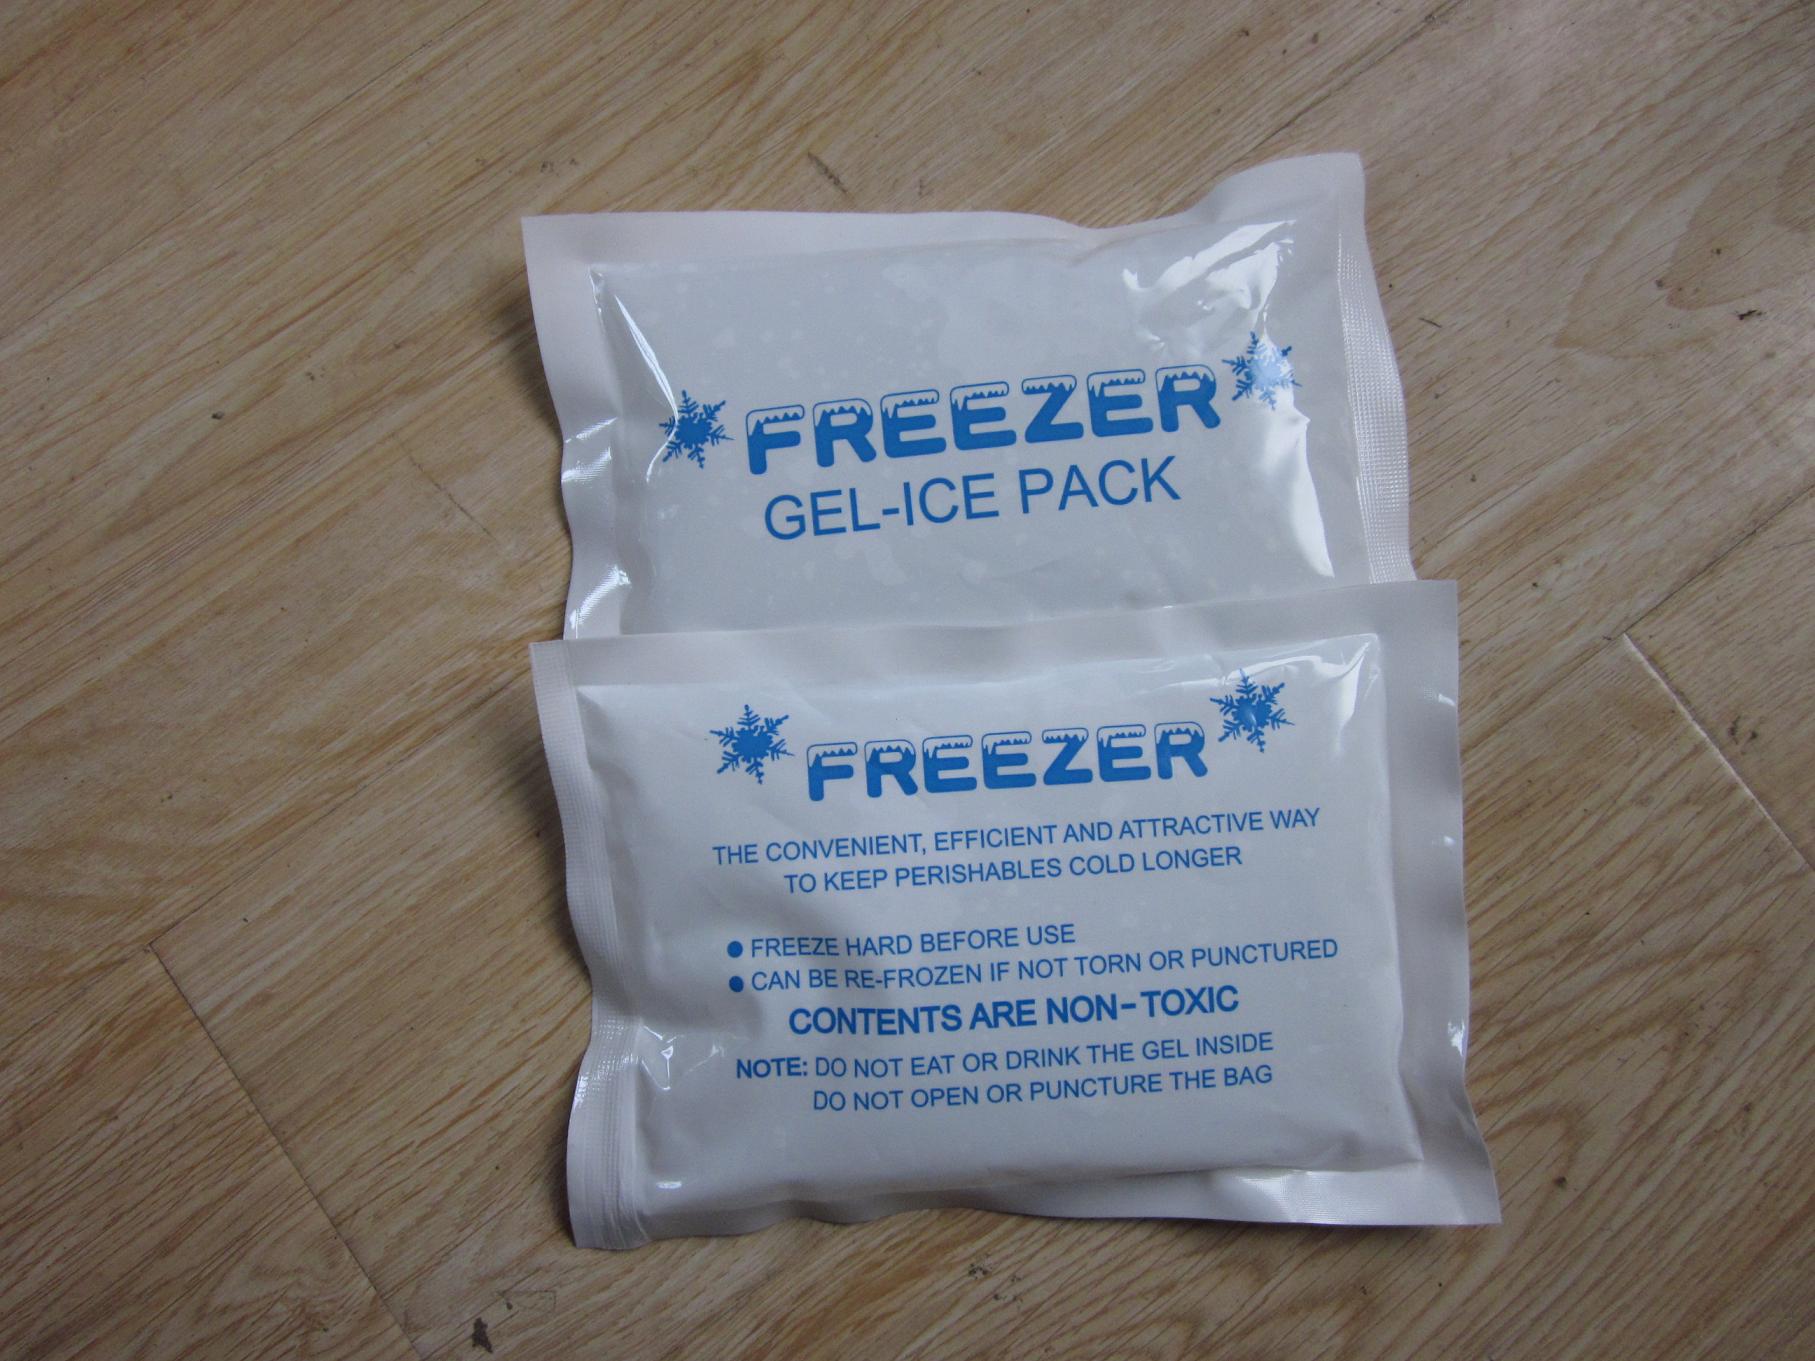 FREEZER
GEL-ICE PACK
FREEZER
THE CONVENIENT, EFFICIENT AND ATTRACTIVE WAY
TO KEEP PERISHABLES COLD LONGER
● FREEZE HARD BEFORE USE
● CAN BE RE-FROZEN IF NOT TORN OR PUNCTURED
CONTENTS ARE NON-TOXIC
NOTE: DO NOT EAT OR DRINK THE GEL INSIDE
DO NOT OPEN OR PUNCTURE THE BAG